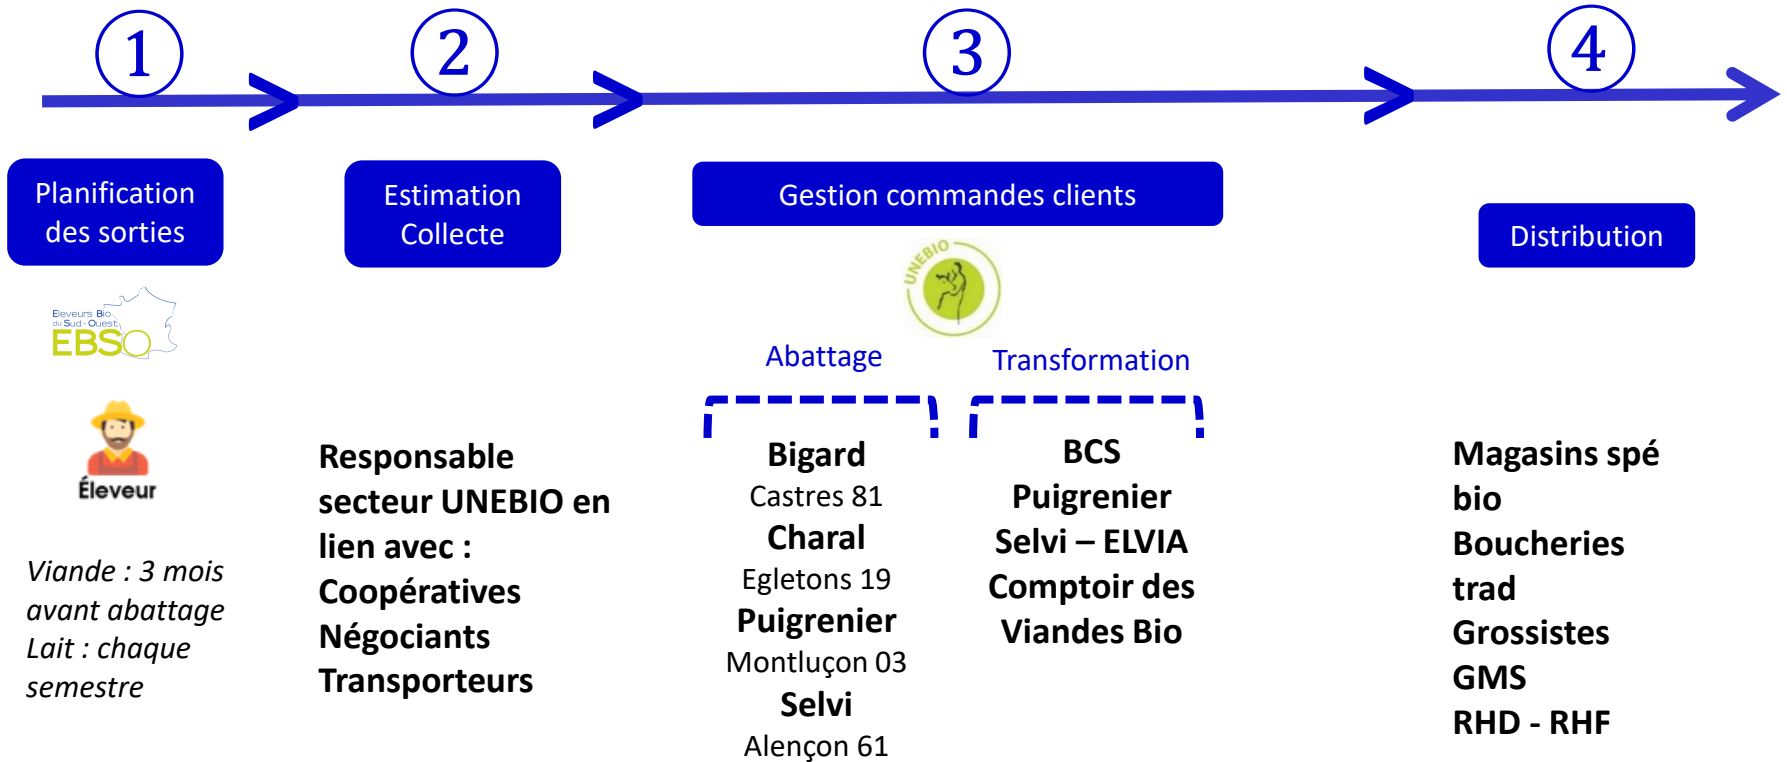 1
2
3
4
Planification
des sorties
Eleveurs Bio
du Sud-Ouest
EBSO
Éleveur
Viande : 3 mois
avant abattage
Lait : chaque
semestre
Estimation
Collecte
Responsable
secteur UNEBIO en
lien avec :
Coopératives
Négociants
Transporteurs
Gestion commandes clients
UNEBIO
Abattage
Bigard
Castres 81
Charal
Egletons 19
Puigrenier
Montluçon 03
Selvi
Alençon 61
Transformation
BCS
Puigrenier
Selvi – ELVIA
Comptoir des
Viandes Bio
Distribution
Magasins spé
bio
Boucheries
trad
Grossistes
GMS
RHD - RHF